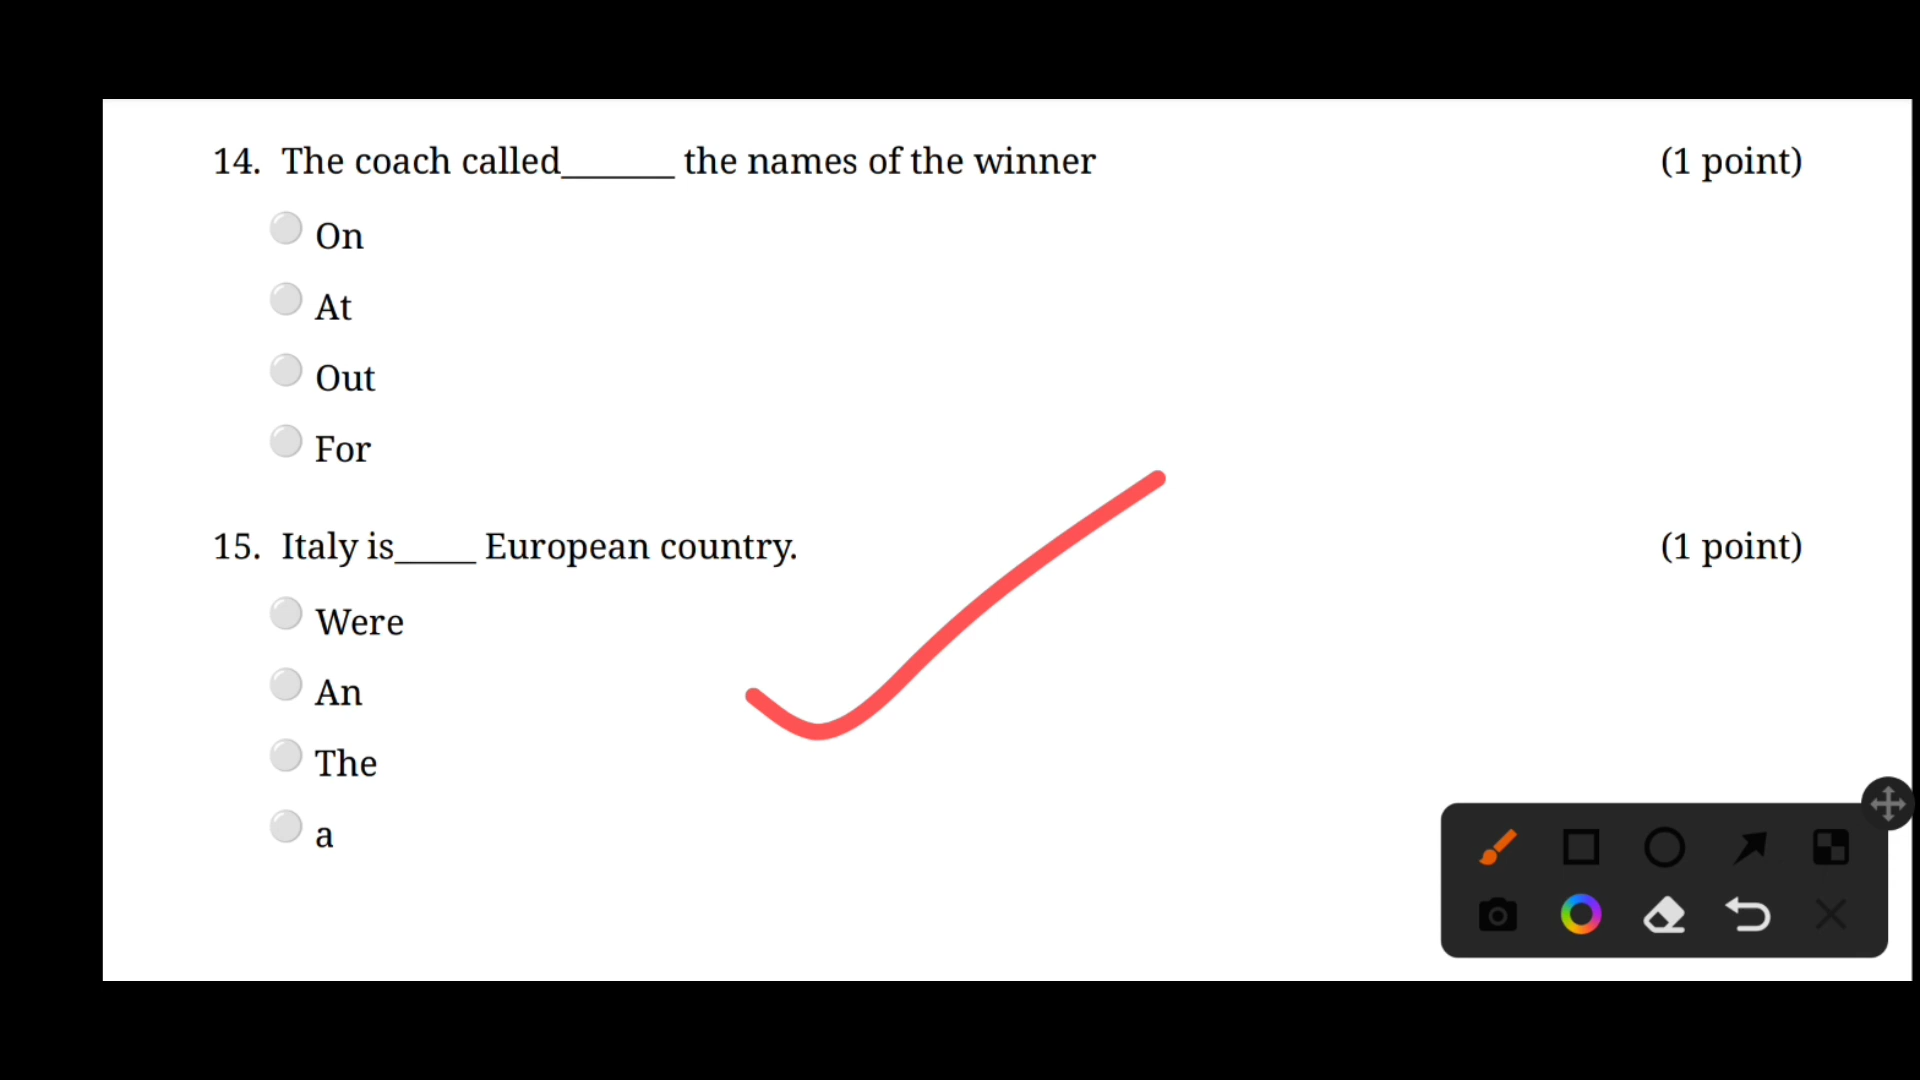 14. The coach called_______ the names of the winner (1 point)
On
At
Out
For
15. Italy is_____ European country. (1 point)
Were
An
The
a